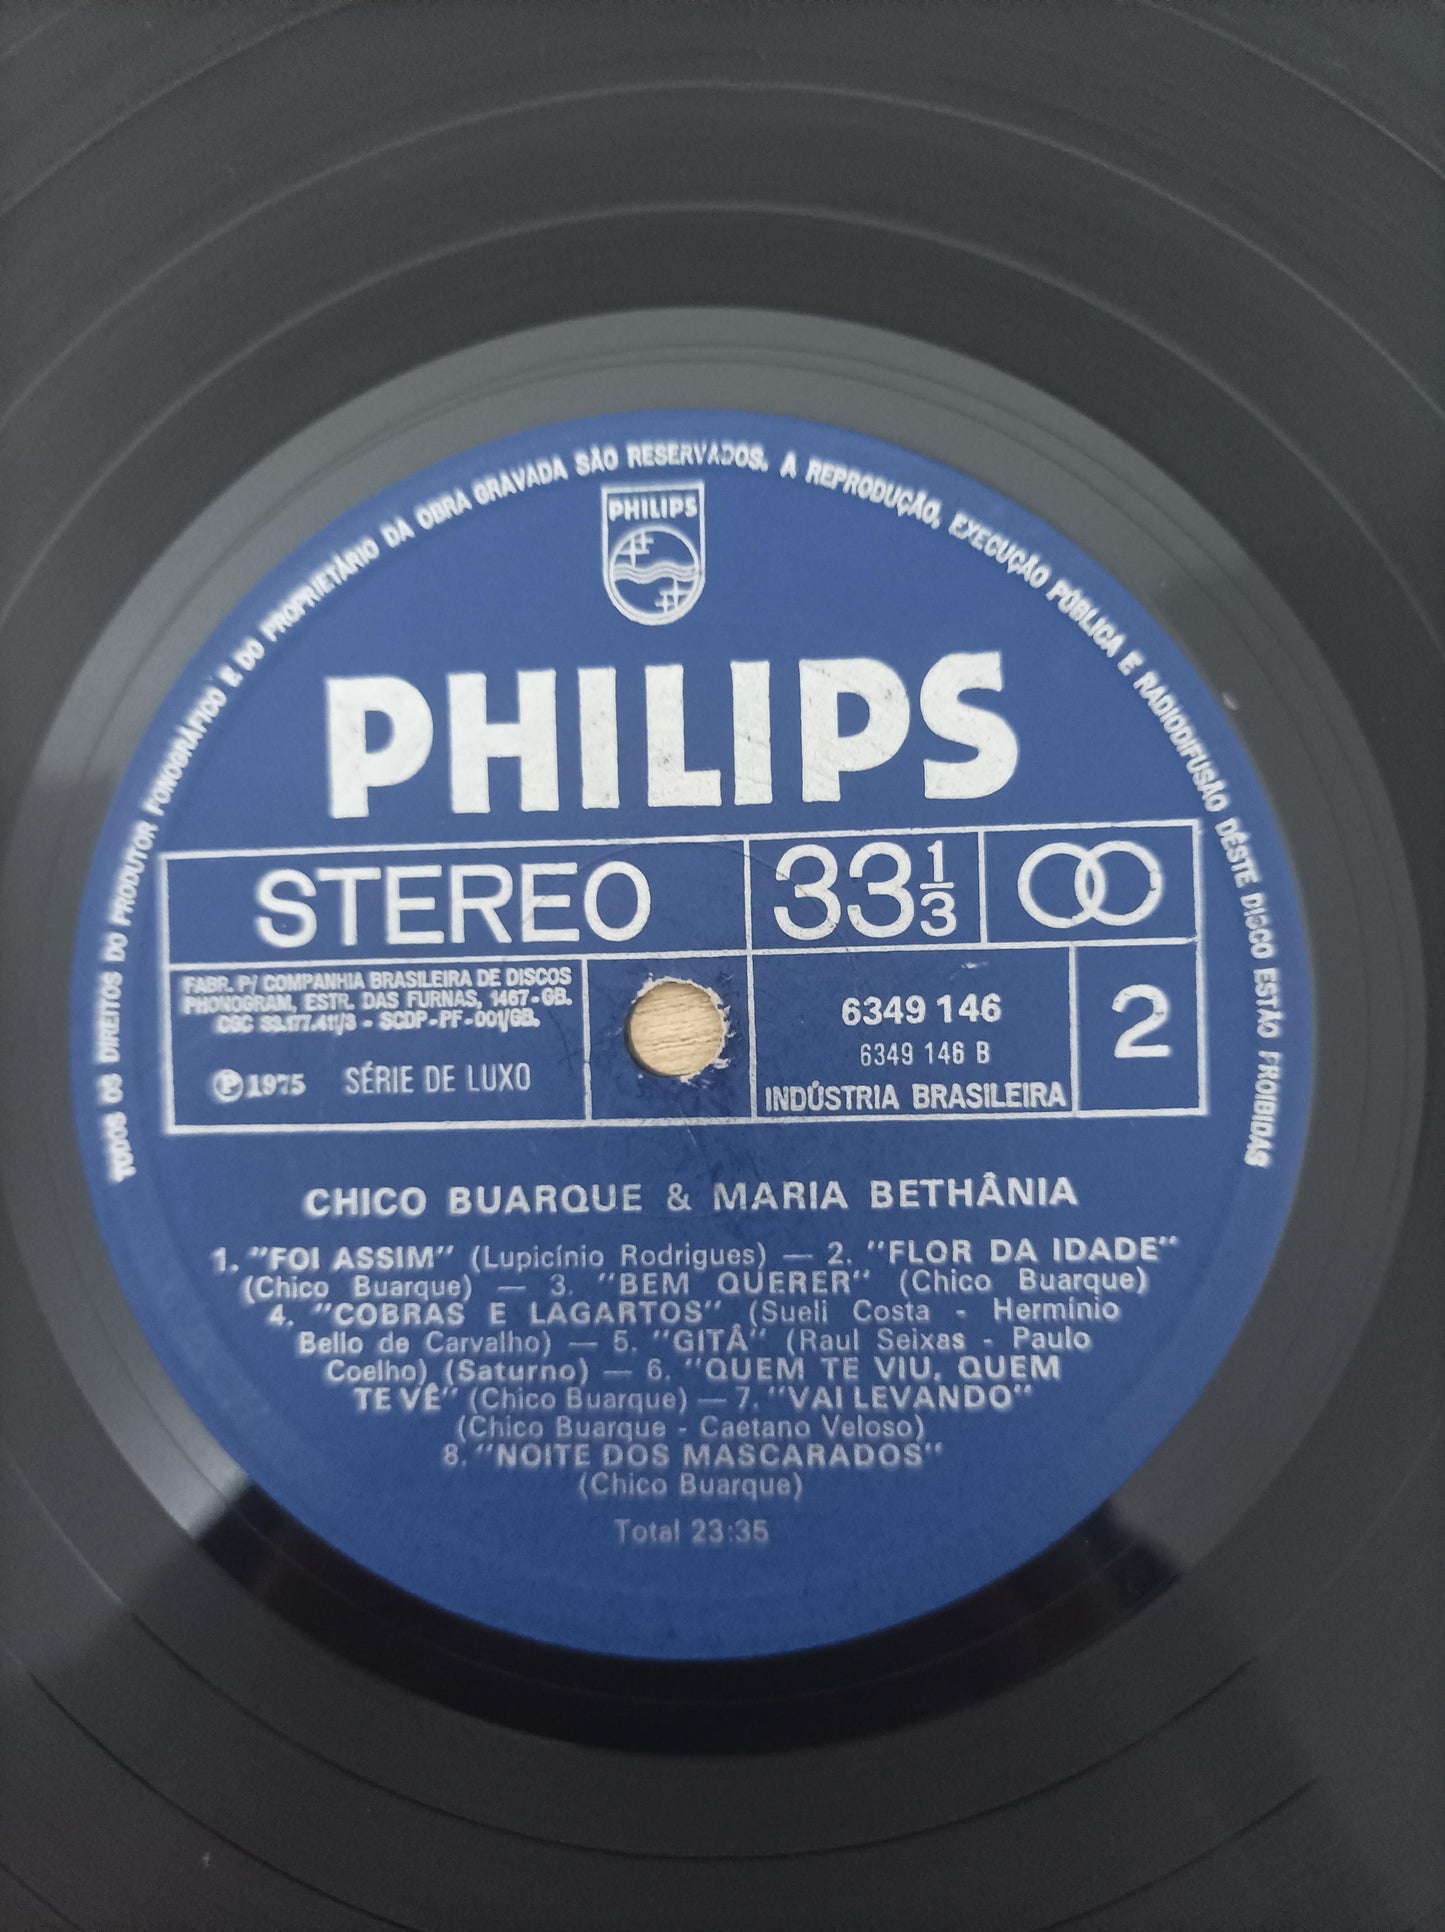 TODOS OS DIREITOS DO PRODUTOR FONOGRÁFICO E DO PROPRIETÁRIO DA OBRA GRAVADA SÃO RESERVADOS. A REPRODUÇÃO, EXECUÇÃO PÚBLICA E RADIODIFUSÃO DÊSTE DISCO ESTÃO PROIBIDAS
PHILIPS
PHILIPS
STEREO
33 1/3
FABR. P/ COMPANHIA BRASILEIRA DE DISCOS
PHONOGRAM, ESTR. DAS FURNAS, 1467-GB.
CGC 33.177.411/3 - SCDP-PF-001/GB.
℗ 1975 SÉRIE DE LUXO
6349 146
6349 146 B
INDÚSTRIA BRASILEIRA
2
CHICO BUARQUE & MARIA BETHÂNIA
1. "FOI ASSIM" (Lupicínio Rodrigues) — 2. "FLOR DA IDADE"
(Chico Buarque) — 3. "BEM QUERER" (Chico Buarque)
4. "COBRAS E LAGARTOS" (Sueli Costa - Hermínio
Bello de Carvalho) — 5. "GITÂ" (Raul Seixas - Paulo
Coelho) (Saturno) — 6. "QUEM TE VIU, QUEM
TE VÊ" (Chico Buarque) — 7. "VAI LEVANDO"
(Chico Buarque - Caetano Veloso)
8. "NOITE DOS MASCARADOS"
(Chico Buarque)
Total 23:35